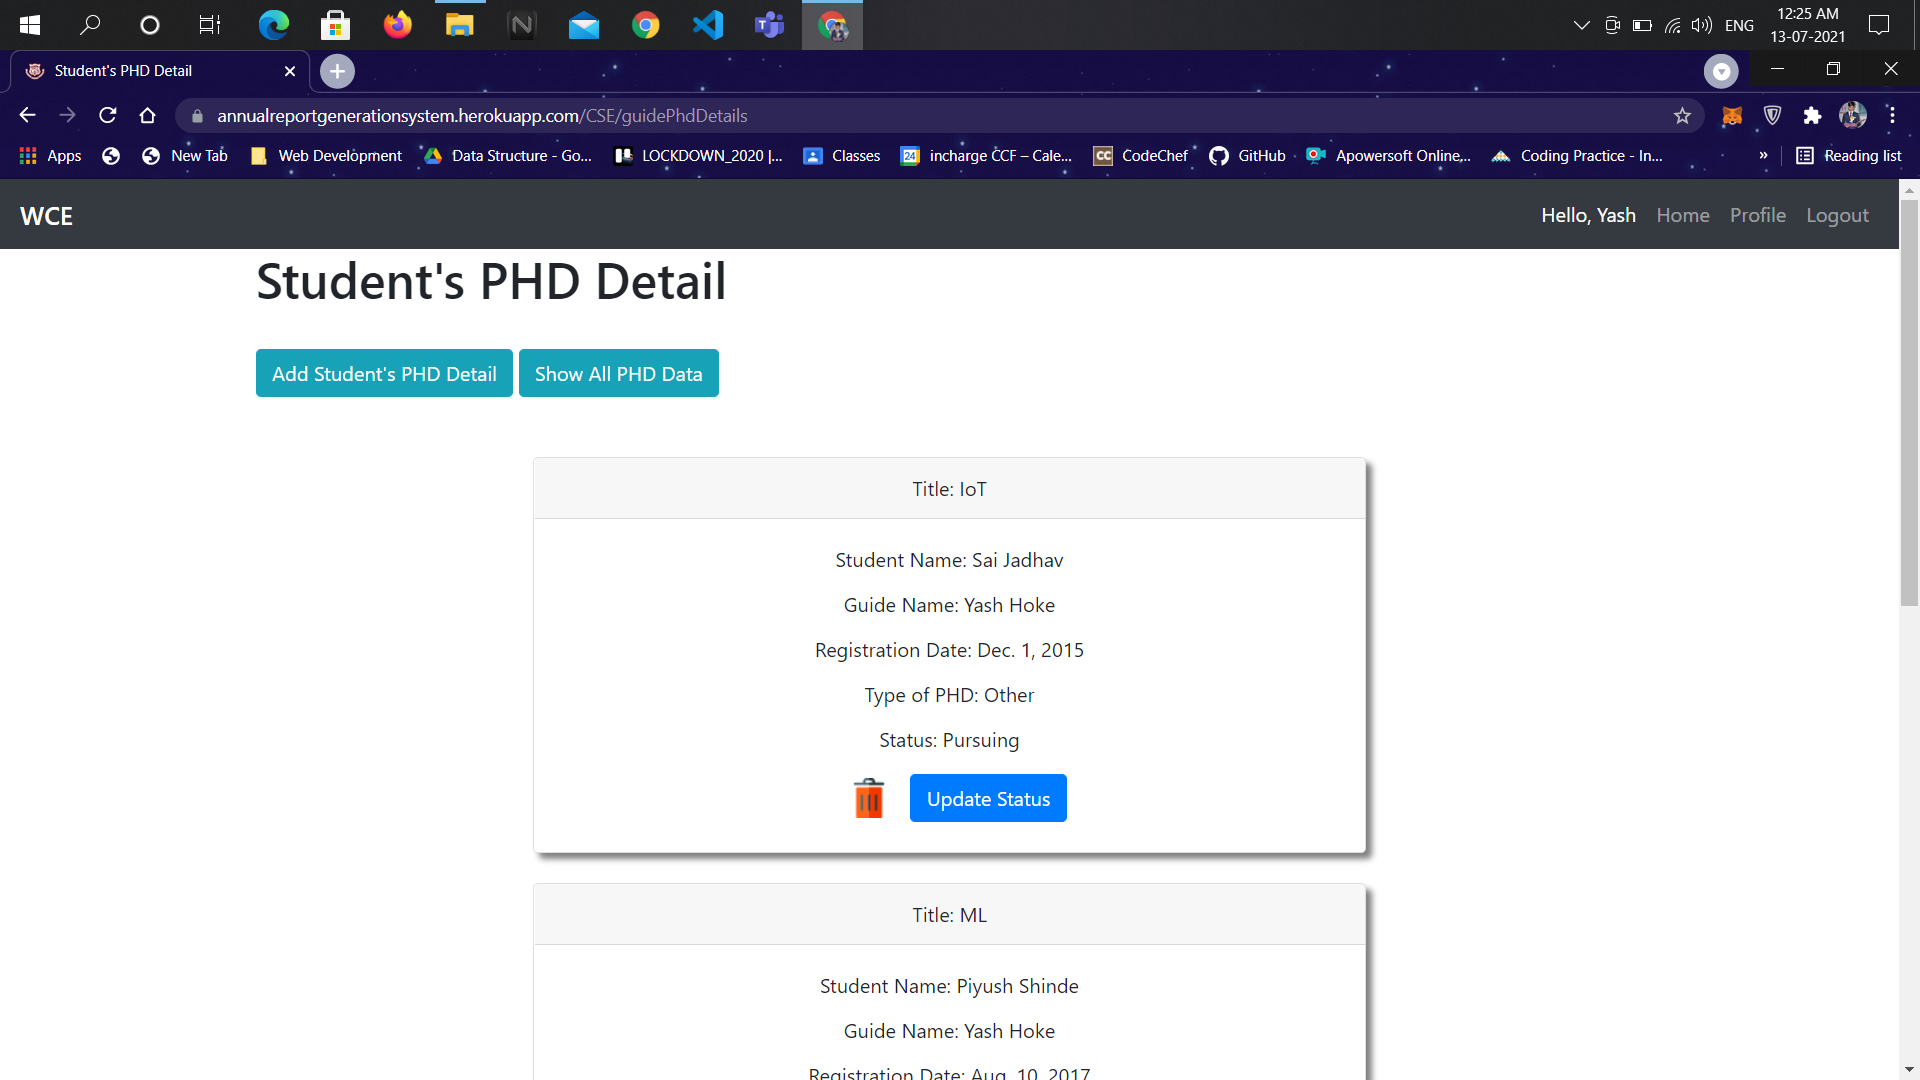 ENG
12:25 AM
13-07-2021
Student's PHD Detail
annualreportgenerationsystem.herokuapp.com/CSE/guidePhdDetails
Apps New Tab Web Development Data Structure - Go... LOCKDOWN_2020 |... 24 Classes incharge CCF – Cale... CC CodeChef GitHub Apowersoft Online,... Coding Practice - In... » Reading list
WCE Hello, Yash Home Profile Logout
Student's PHD Detail
Add Student's PHD Detail Show All PHD Data
Title: IoT
Student Name: Sai Jadhav
Guide Name: Yash Hoke
Registration Date: Dec. 1, 2015
Type of PHD: Other
Status: Pursuing
Update Status
Title: ML
Student Name: Piyush Shinde
Guide Name: Yash Hoke
Registration Date: Aug. 10, 2017